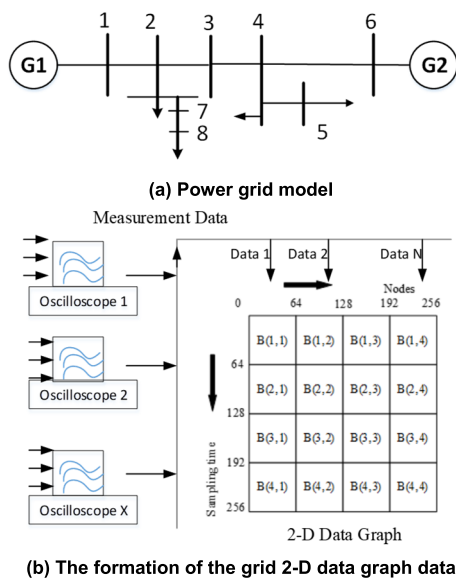 1 2 3 4 6
G1 G2
7
8 5
(a) Power grid model
Measurement Data
Data 1 Data 2 Data N
Nodes
0 64 128 192 256
Oscilloscope 1
B(1,1) B(1,2) B(1,3) B(1,4)
64
Oscilloscope 2
B(2,1) B(2,2) B(2,3) B(2,4)
128
B(3,1) B(3,2) B(3,3) B(3,4)
192
Oscilloscope X
B(4,1) B(4,2) B(4,3) B(4,4)
256
Sampling time
2-D Data Graph
(b) The formation of the grid 2-D data graph data